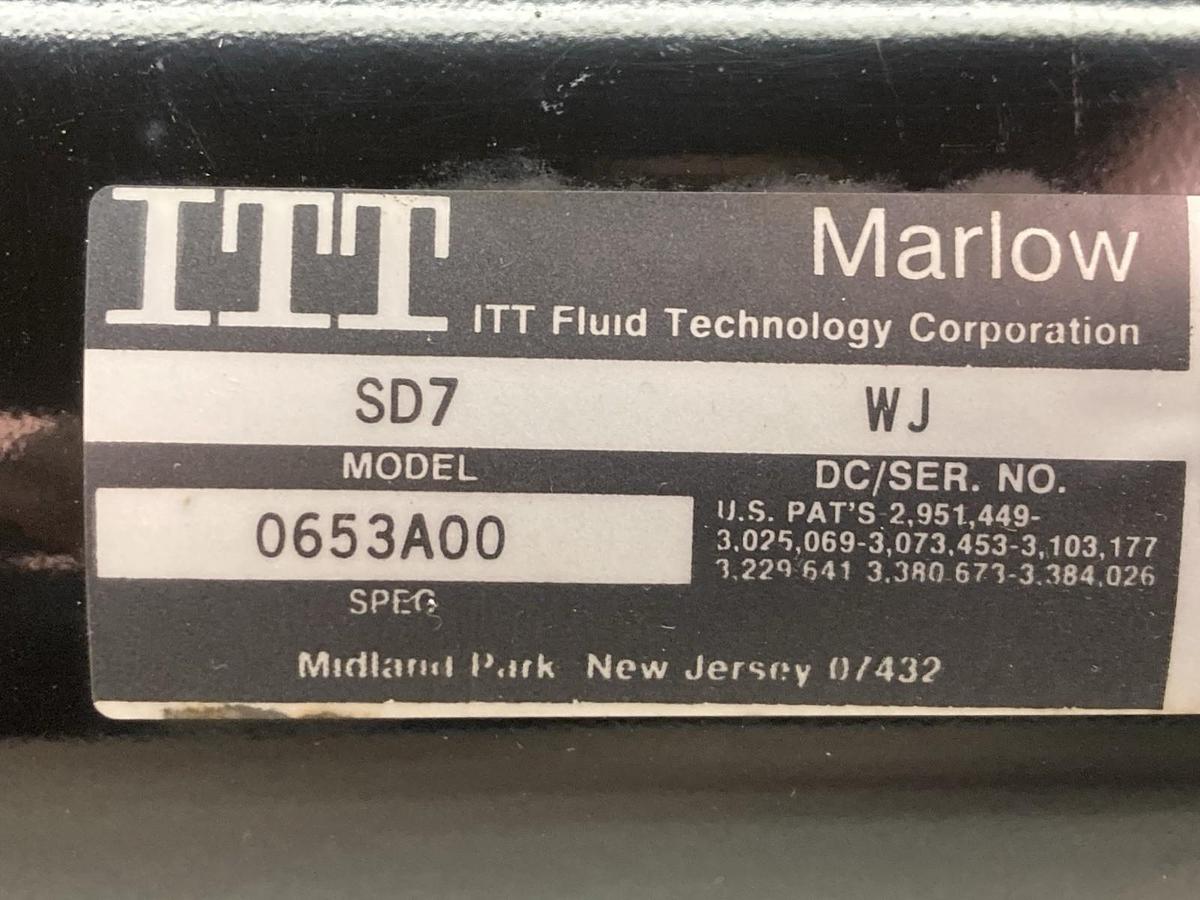 ITT Marlow
ITT Fluid Technology Corporation
SD7 WJ
MODEL DC/SER. NO.
0653A00
U.S. PAT'S 2,951,449-
3,025,069-3,073,453-3,103,177
3,229,641 3,380,673-3,384,026
SPEC
Midland Park New Jersey 07432